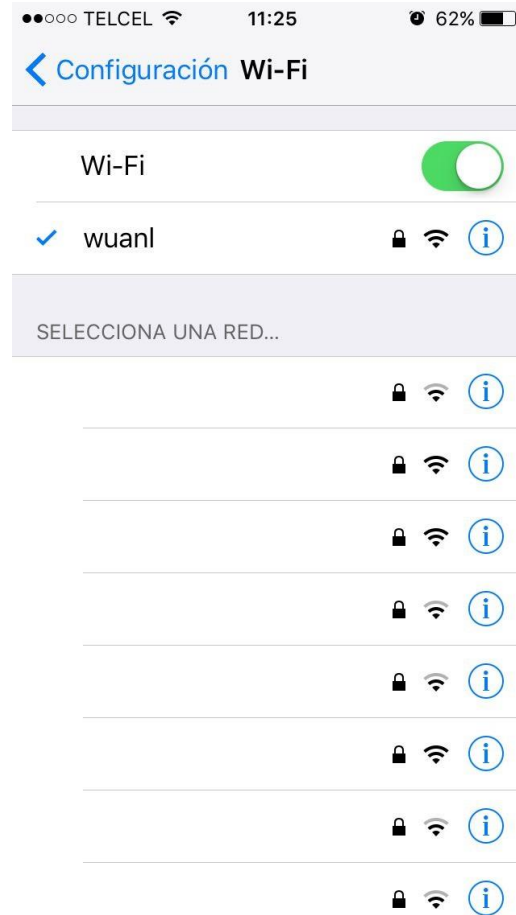 TELCEL 11:25 62%
Configuración Wi-Fi
Wi-Fi
wuanl i
SELECCIONA UNA RED...
i
i
i
i
i
i
i
i